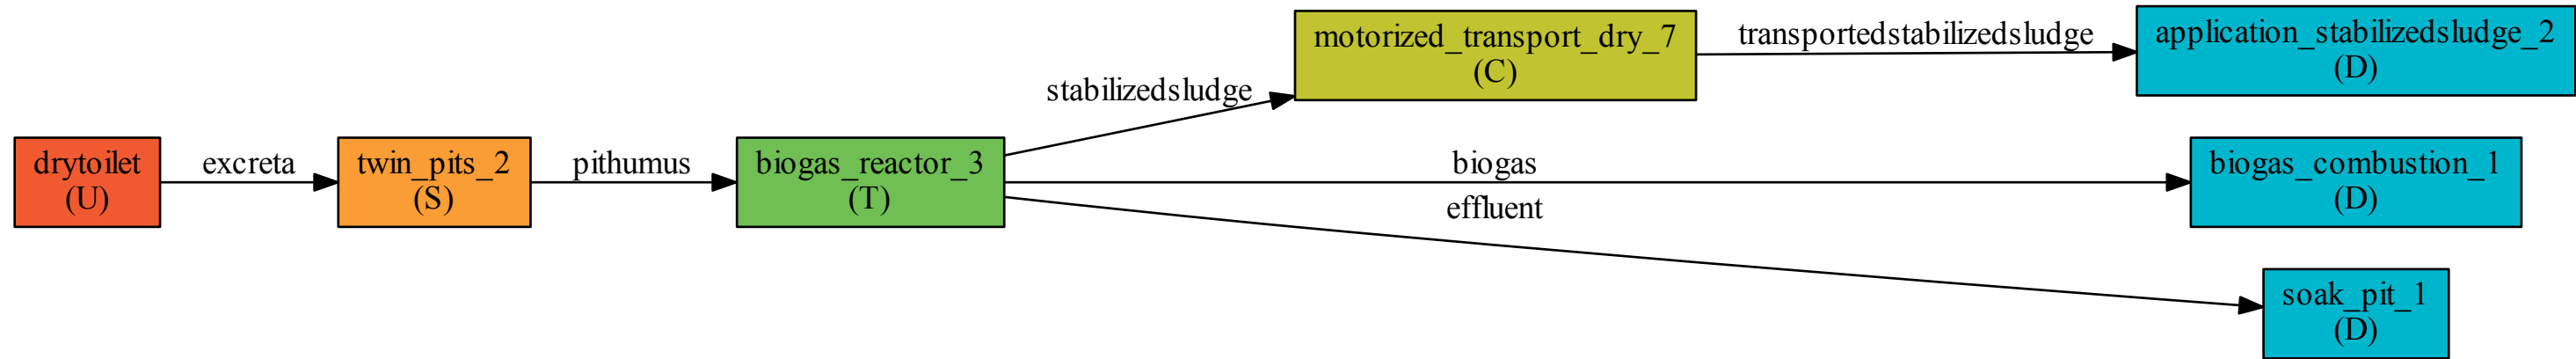 motorized_transport_dry_7
(C)
transportedstabilizedsludge
application_stabilizedsludge_2
(D)
stabilizedsludge
drytoilet
(U)
excreta
twin_pits_2
(S)
pithumus
biogas_reactor_3
(T)
biogas
biogas_combustion_1
(D)
effluent
soak_pit_1
(D)